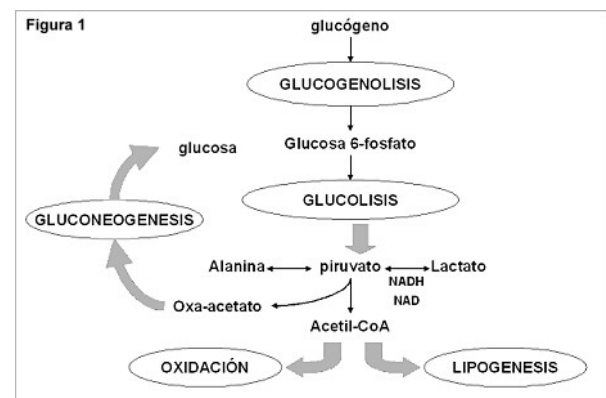 Figura 1
glucógeno
GLUCOGENOLISIS
glucosa
Glucosa 6-fosfato
GLUCONEOGENESIS
GLUCOLISIS
Alanina
piruvato
Lactato
NADH
NAD
Oxa-acetato
Acetil-CoA
OXIDACIÓN
LIPOGENESIS